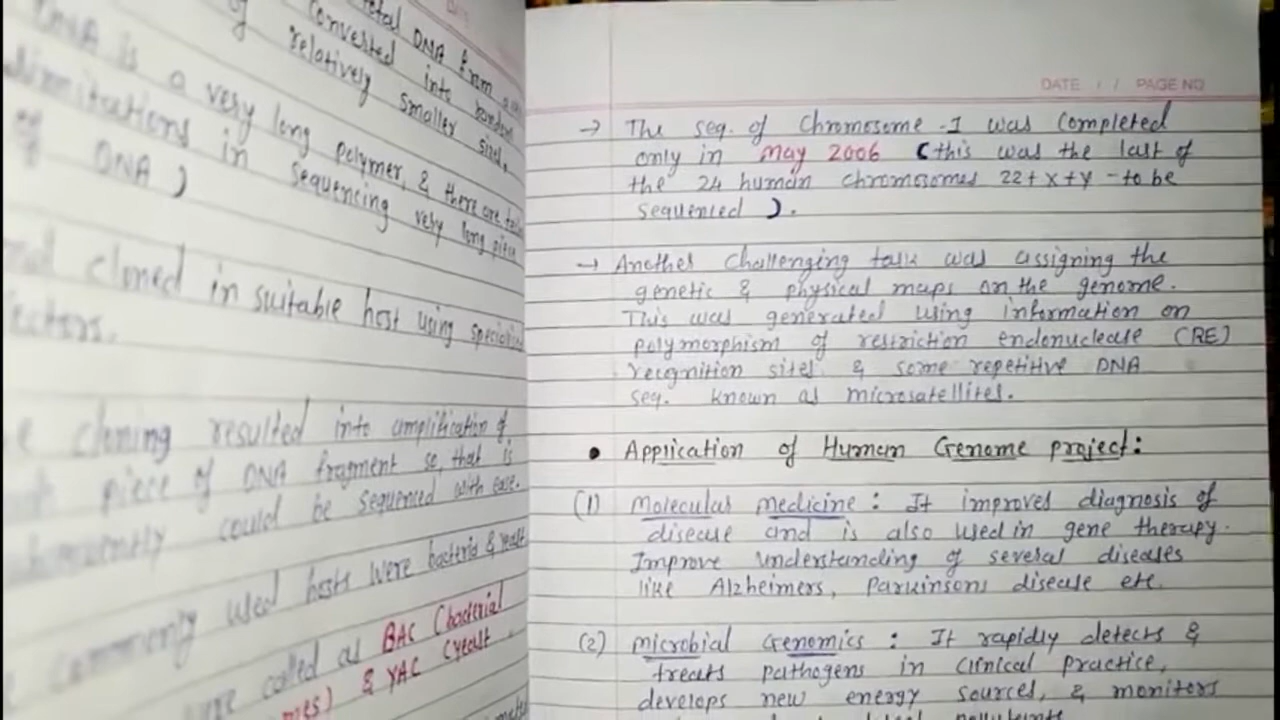 DNA from
converted into
relatively smaller sized,
DNA is a very long polymer, & there are
limitations in sequencing very long piece
of DNA )
cloned in suitable host using
cloning resulted into amplification of
piece of DNA fragment so, that is
could be sequenced with ease.
commonly used hosts were bacteria & yeast
called as BAC (bacterial
& YAC (yeast
DATE / / PAGE NO
→ The seq. of Chromosome -I was completed
only in May 2006 (this was the last of
the 24 human chromosomes 22+x+y - to be
sequenced ).
→ Another challenging task was assigning the
genetic & physical maps on the genome.
This was generated using information on
polymorphism of restriction endonuclease (RE)
recognition sites & some repetitive DNA
seq. known as microsatellites.
• Application of Human Genome project:
(1) Molecular medicine : It improves diagnosis of
disease and is also used in gene therapy.
Improve understanding of several diseases
like Alzheimers, Parkinsons disease etc.
(2) Microbial Genomics : It rapidly detects &
treats pathogens in clinical practice,
develops new energy sources, & monitors
pollutants